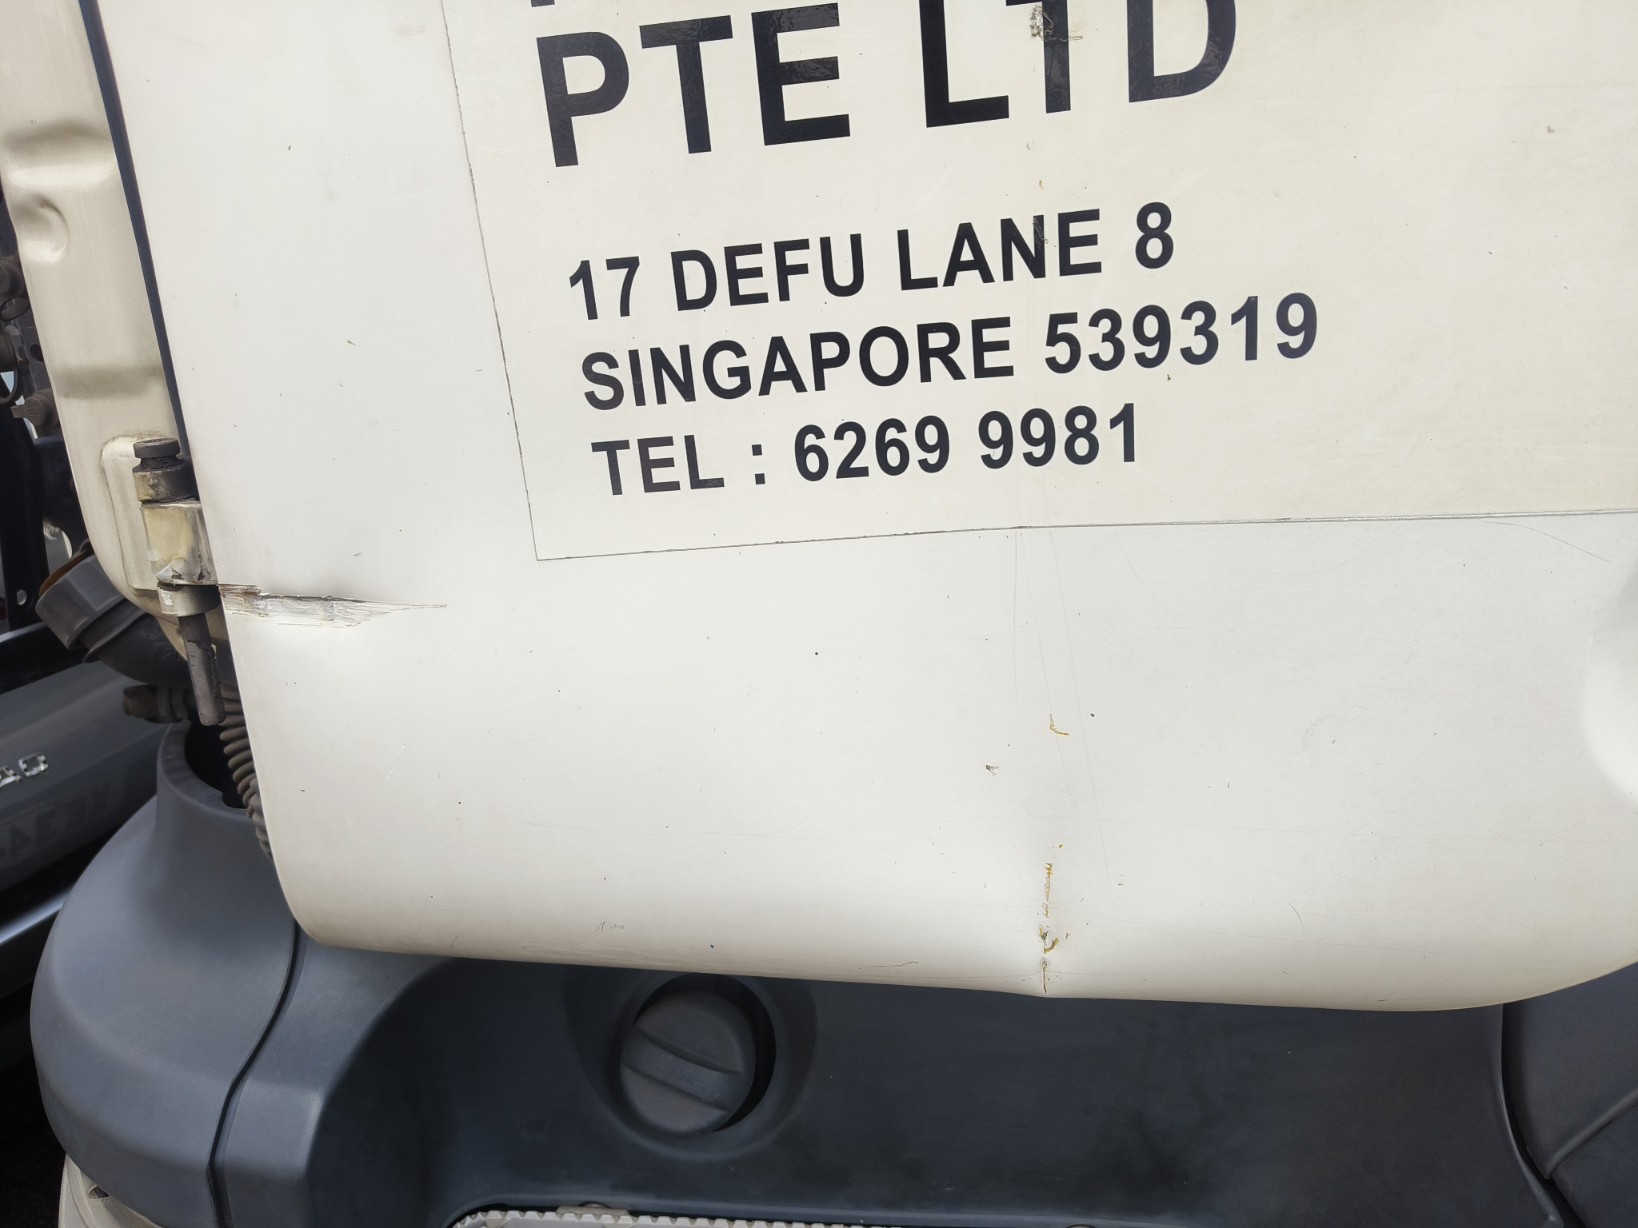 PTE LTD
17 DEFU LANE 8
SINGAPORE 539319
TEL : 6269 9981